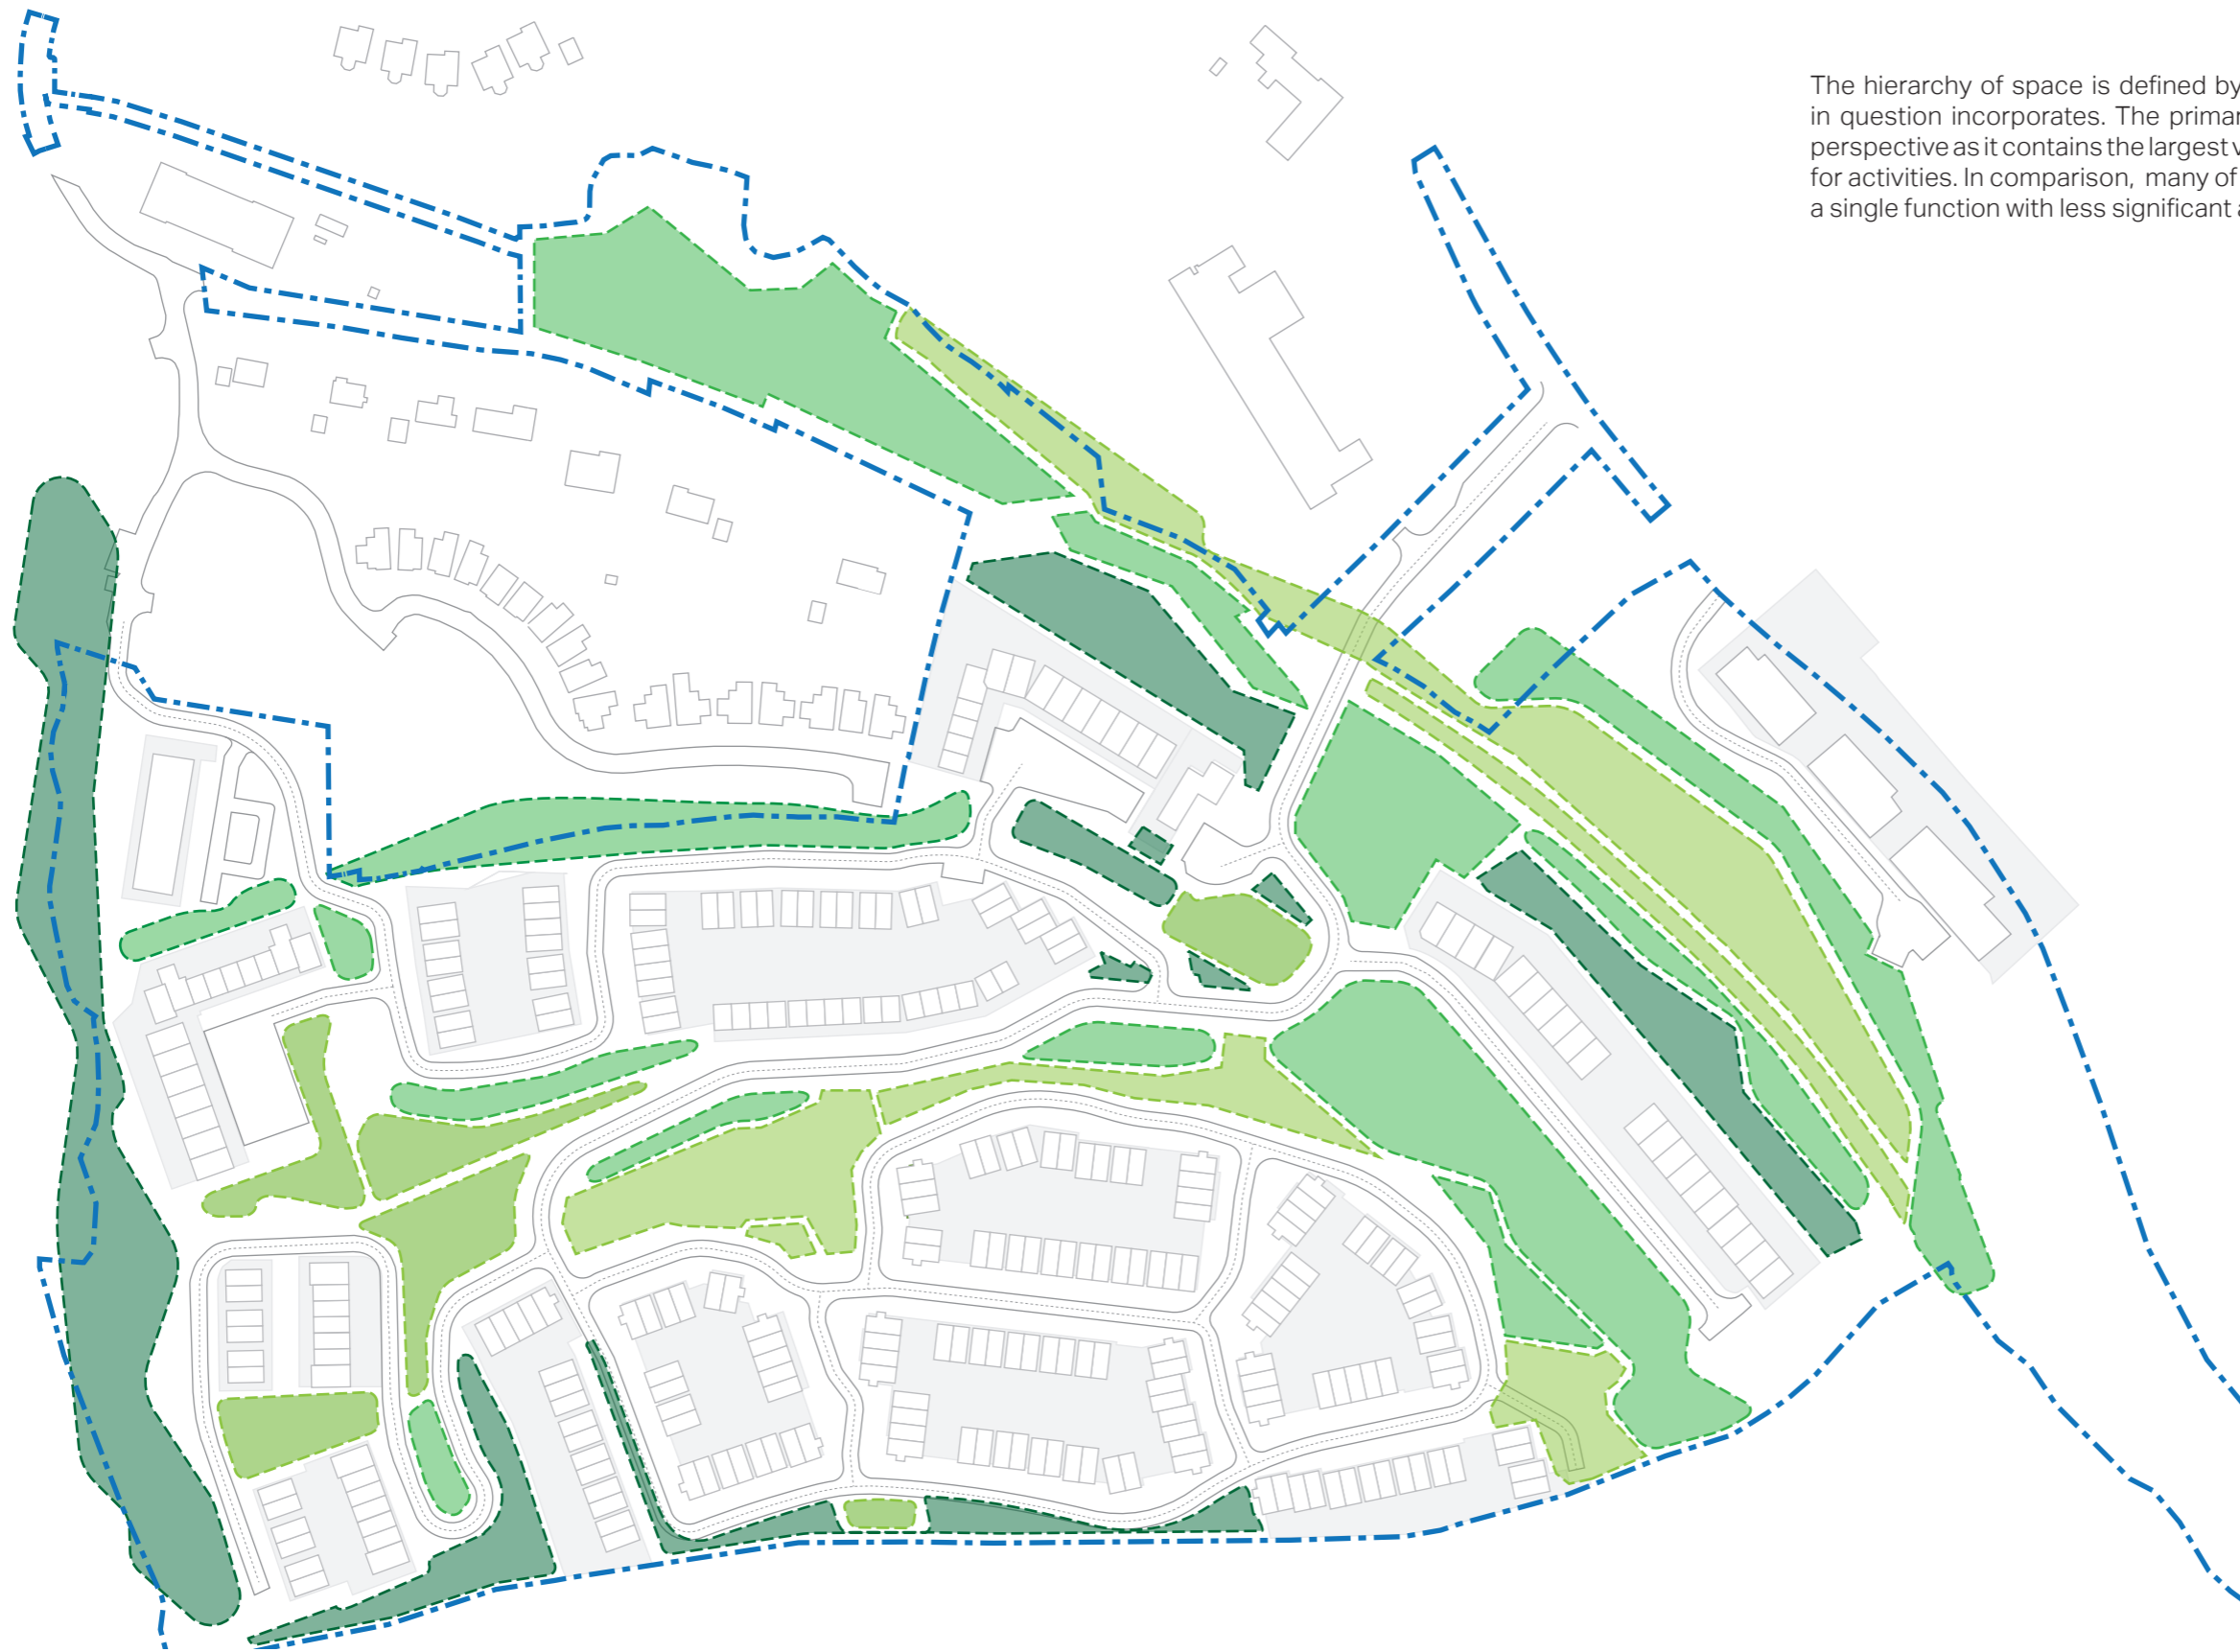 The hierarchy of space is defined by
in question incorporates. The primar
perspective as it contains the largest v
for activities. In comparison, many of
a single function with less significant a